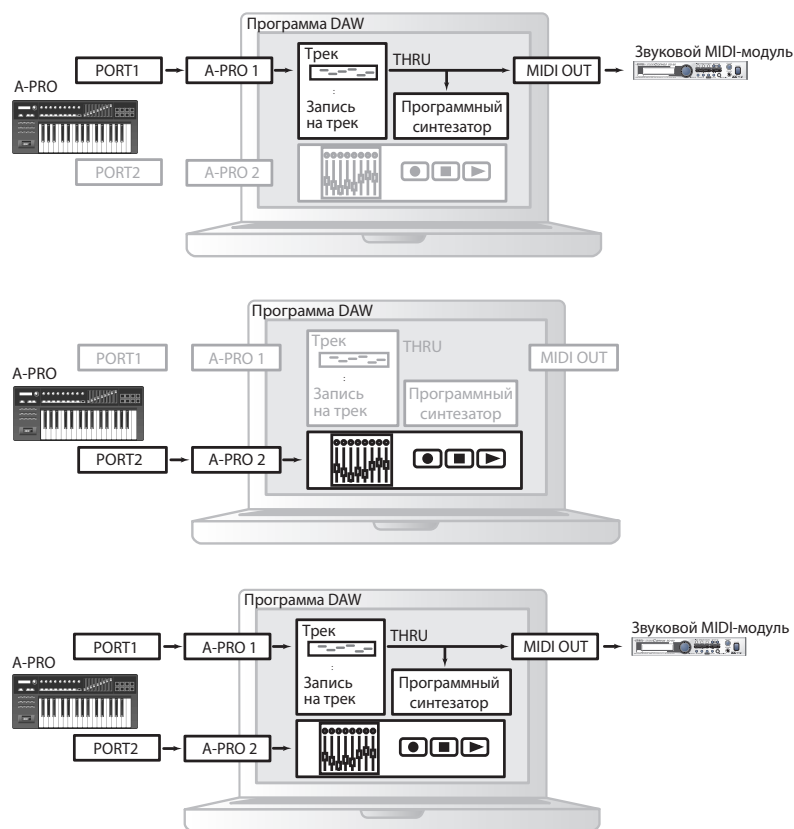 Программа DAW
Трек
THRU
Звуковой MIDI-модуль
A-PRO
PORT1
A-PRO 1
MIDI OUT
:
Запись
на трек
Программный
синтезатор
PORT2
A-PRO 2
Программа DAW
Трек
THRU
PORT1
A-PRO 1
MIDI OUT
A-PRO
:
Запись
на трек
Программный
синтезатор
PORT2
A-PRO 2
Программа DAW
Трек
THRU
Звуковой MIDI-модуль
PORT1
A-PRO 1
MIDI OUT
A-PRO
:
Запись
на трек
Программный
синтезатор
PORT2
A-PRO 2